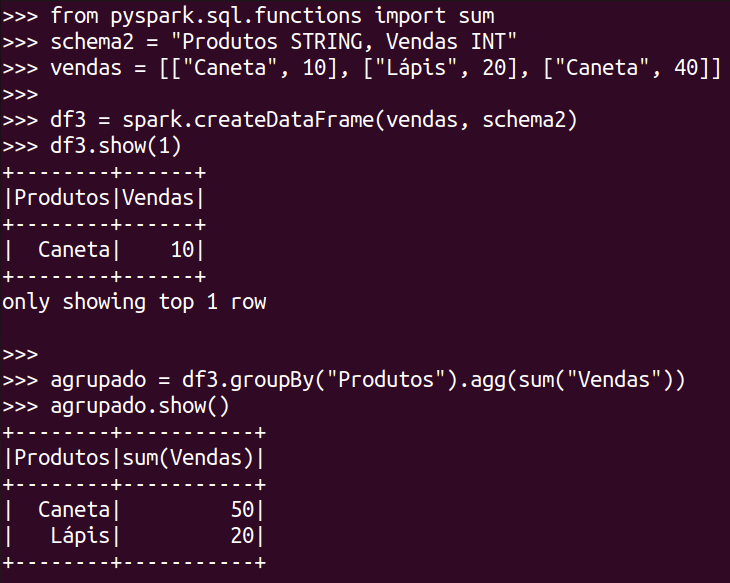 >>> from pyspark.sql.functions import sum
>>> schema2 = "Produtos STRING, Vendas INT"
>>> vendas = [["Caneta", 10], ["Lápis", 20], ["Caneta", 40]]
>>>
>>> df3 = spark.createDataFrame(vendas, schema2)
>>> df3.show(1)
+--------+------+
|Produtos|Vendas|
+--------+------+
|  Caneta|    10|
+--------+------+
only showing top 1 row

>>>
>>> agrupado = df3.groupBy("Produtos").agg(sum("Vendas"))
>>> agrupado.show()
+--------+-----------+
|Produtos|sum(Vendas)|
+--------+-----------+
|  Caneta|         50|
|   Lápis|         20|
+--------+-----------+